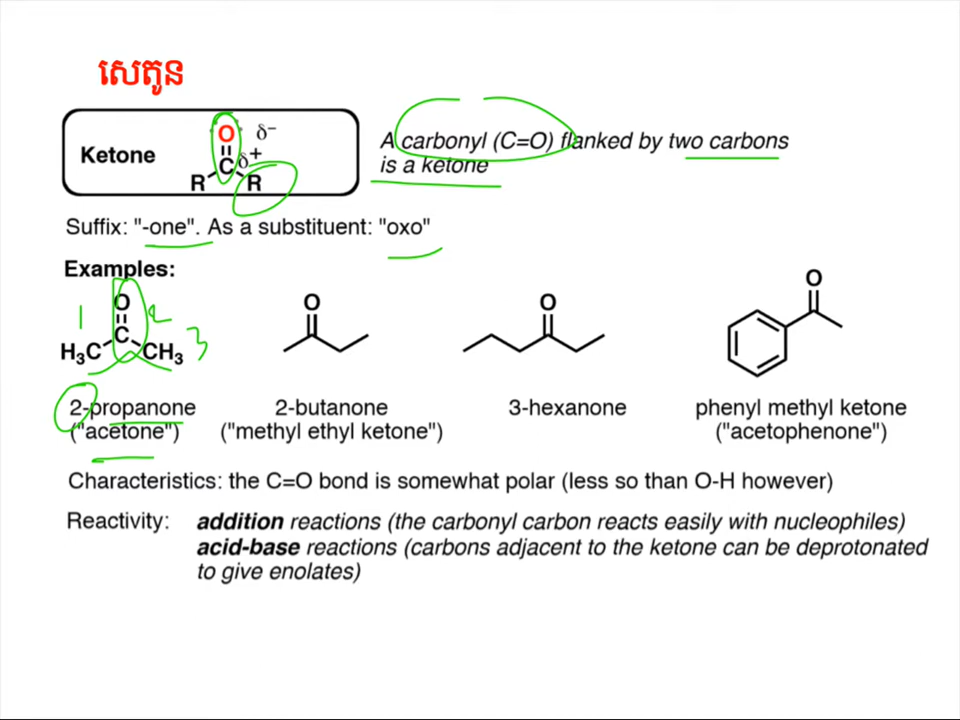 សេតូន
Ketone
O δ–
C δ+
R R
A carbonyl (C=O) flanked by two carbons
is a ketone
Suffix: "-one". As a substituent: "oxo"
Examples:
1 O 2
C
H3C CH3 3
O
O
O
2-propanone
("acetone")
2-butanone
("methyl ethyl ketone")
3-hexanone
phenyl methyl ketone
("acetophenone")
Characteristics: the C=O bond is somewhat polar (less so than O-H however)
Reactivity: addition reactions (the carbonyl carbon reacts easily with nucleophiles)
acid-base reactions (carbons adjacent to the ketone can be deprotonated
to give enolates)